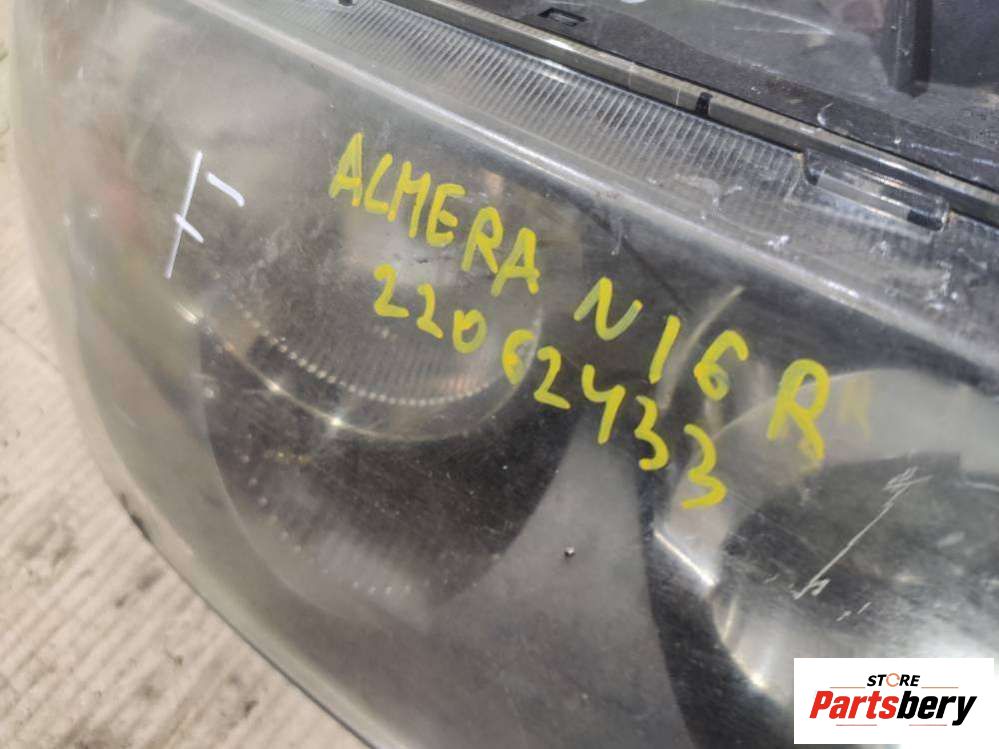 F
ALMERA N16 R
22062433
STORE
Partsbery